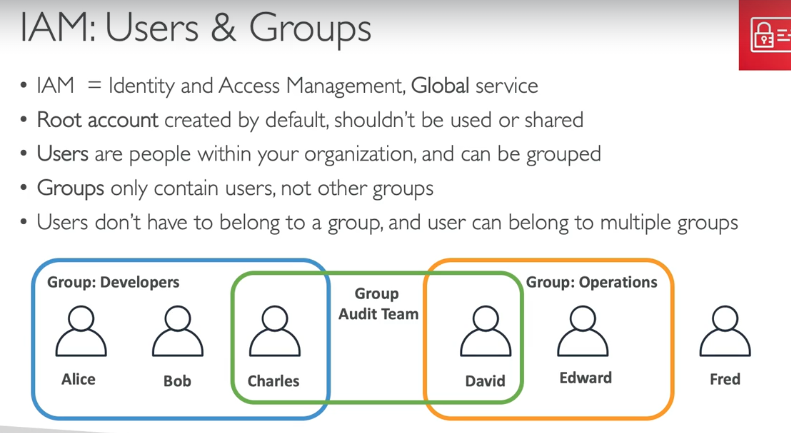 IAM: Users & Groups
• IAM = Identity and Access Management, Global service
• Root account created by default, shouldn't be used or shared
• Users are people within your organization, and can be grouped
• Groups only contain users, not other groups
• Users don't have to belong to a group, and user can belong to multiple groups
Group: Developers
Group
Audit Team
Group: Operations
Alice
Bob
Charles
David
Edward
Fred